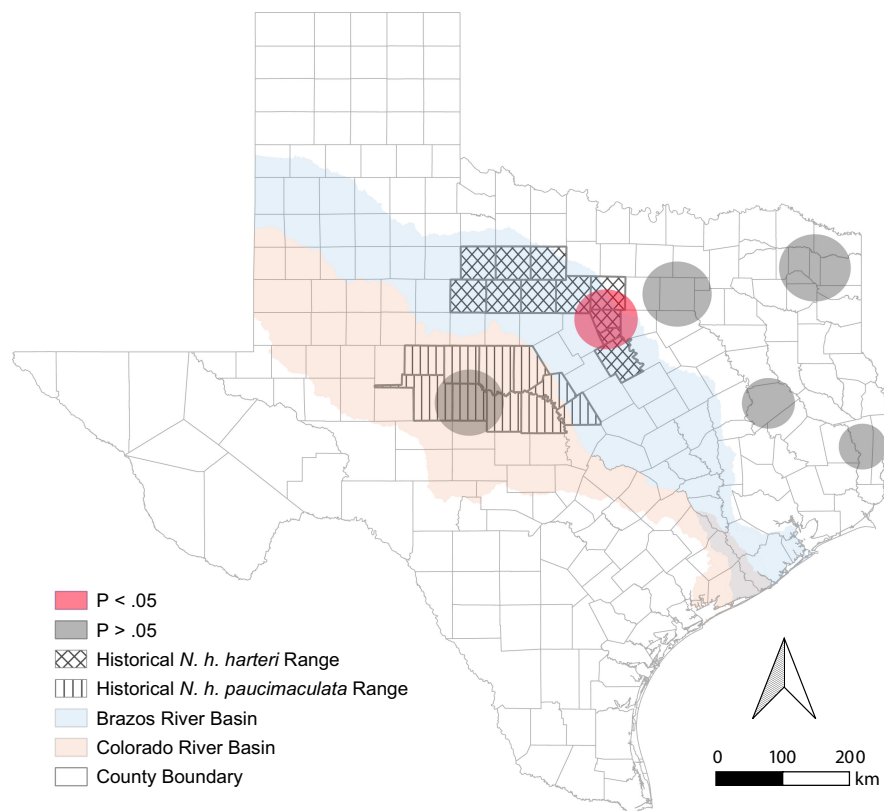 P < .05
P > .05
Historical N. h. harteri Range
Historical N. h. paucimaculata Range
Brazos River Basin
Colorado River Basin
County Boundary
0 100 200
km